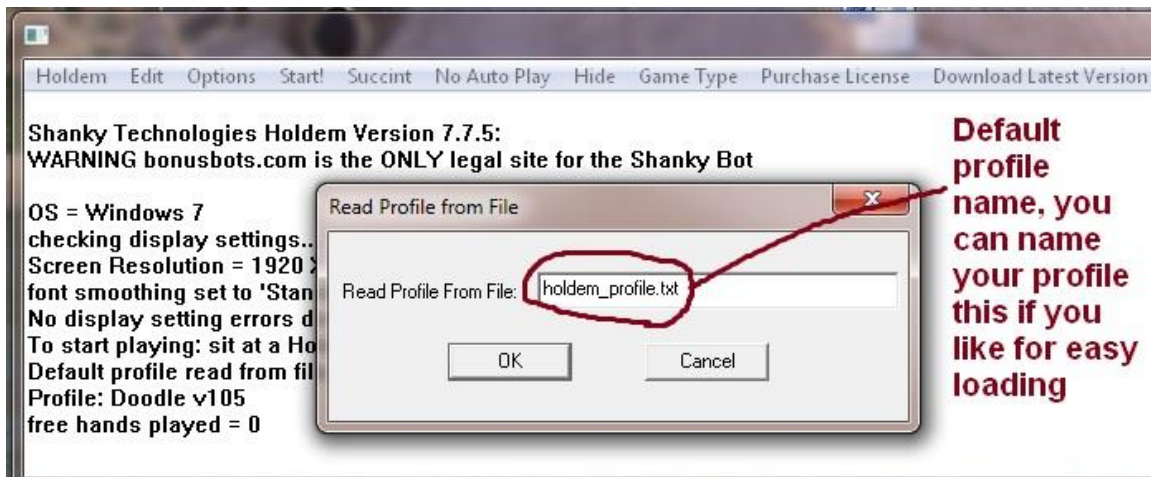 Holdem Edit Options Start! Succint No Auto Play Hide Game Type Purchase License Download Latest Version
Shanky Technologies Holdem Version 7.7.5:
WARNING bonusbots.com is the ONLY legal site for the Shanky Bot
OS = Windows 7
checking display settings..
Screen Resolution = 1920
font smoothing set to 'Stan
No display setting errors d
To start playing: sit at a Ho
Default profile read from fil
Profile: Doodle v105
free hands played = 0
Read Profile from File
Read Profile From File: holdem_profile.txt
OK Cancel
Default
profile
name, you
can name
your profile
this if you
like for easy
loading